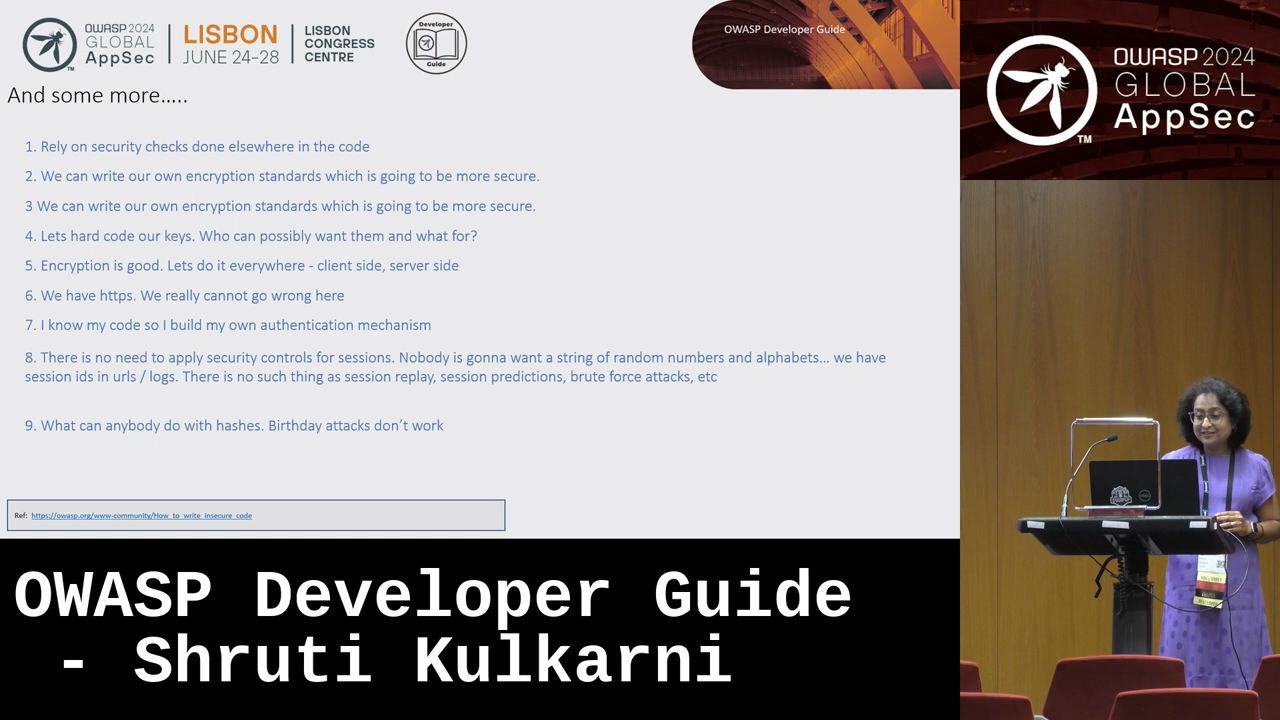 OWASP 2024
GLOBAL
AppSec
TM
LISBON
JUNE 24-28
LISBON
CONGRESS
CENTRE
Developer
Guide
OWASP Developer Guide
And some more…..
1. Rely on security checks done elsewhere in the code
2. We can write our own encryption standards which is going to be more secure.
3 We can write our own encryption standards which is going to be more secure.
4. Lets hard code our keys. Who can possibly want them and what for?
5. Encryption is good. Lets do it everywhere - client side, server side
6. We have https. We really cannot go wrong here
7. I know my code so I build my own authentication mechanism
8. There is no need to apply security controls for sessions. Nobody is gonna want a string of random numbers and alphabets... we have
session ids in urls / logs. There is no such thing as session replay, session predictions, brute force attacks, etc
9. What can anybody do with hashes. Birthday attacks don’t work
Ref: https://owasp.org/www-community/How_to_write_insecure_code
OWASP Developer Guide
- Shruti Kulkarni
OWASP 2024
GLOBAL
AppSec
TM